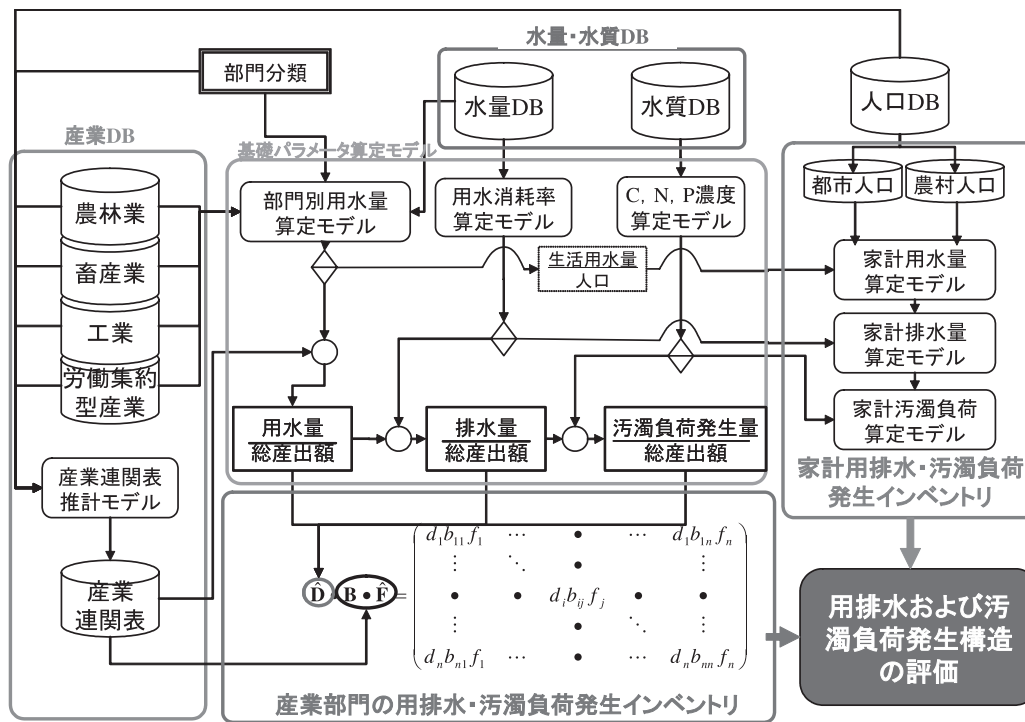 水量・水質DB
部門分類
水量DB
水質DB
人口DB
産業DB
基礎パラメータ算定モデル
農林業
畜産業
工業
労働集約
型産業
部門別用水量
算定モデル
用水消耗率
算定モデル
C, N, P濃度
算定モデル
都市人口
農村人口
生活用水量
人口
家計用水量
算定モデル
家計排水量
算定モデル
家計汚濁負荷
算定モデル
用水量
総産出額
排水量
総産出額
汚濁負荷発生量
総産出額
家計用排水・汚濁負荷
発生インベントリ
産業連関表
推計モデル
産業
連関表
D̂ B • F̂ =
d₁b₁₁f₁ ⋯ • ⋯ d₁b₁ₙfₙ
⋮ ⋱ • ⋮
• • dᵢbᵢⱼfⱼ • •
⋮ • ⋱ ⋮
dₙbₙ₁f₁ ⋯ • ⋯ dₙbₙₙfₙ
産業部門の用排水・汚濁負荷発生インベントリ
用排水および汚
濁負荷発生構造
の評価